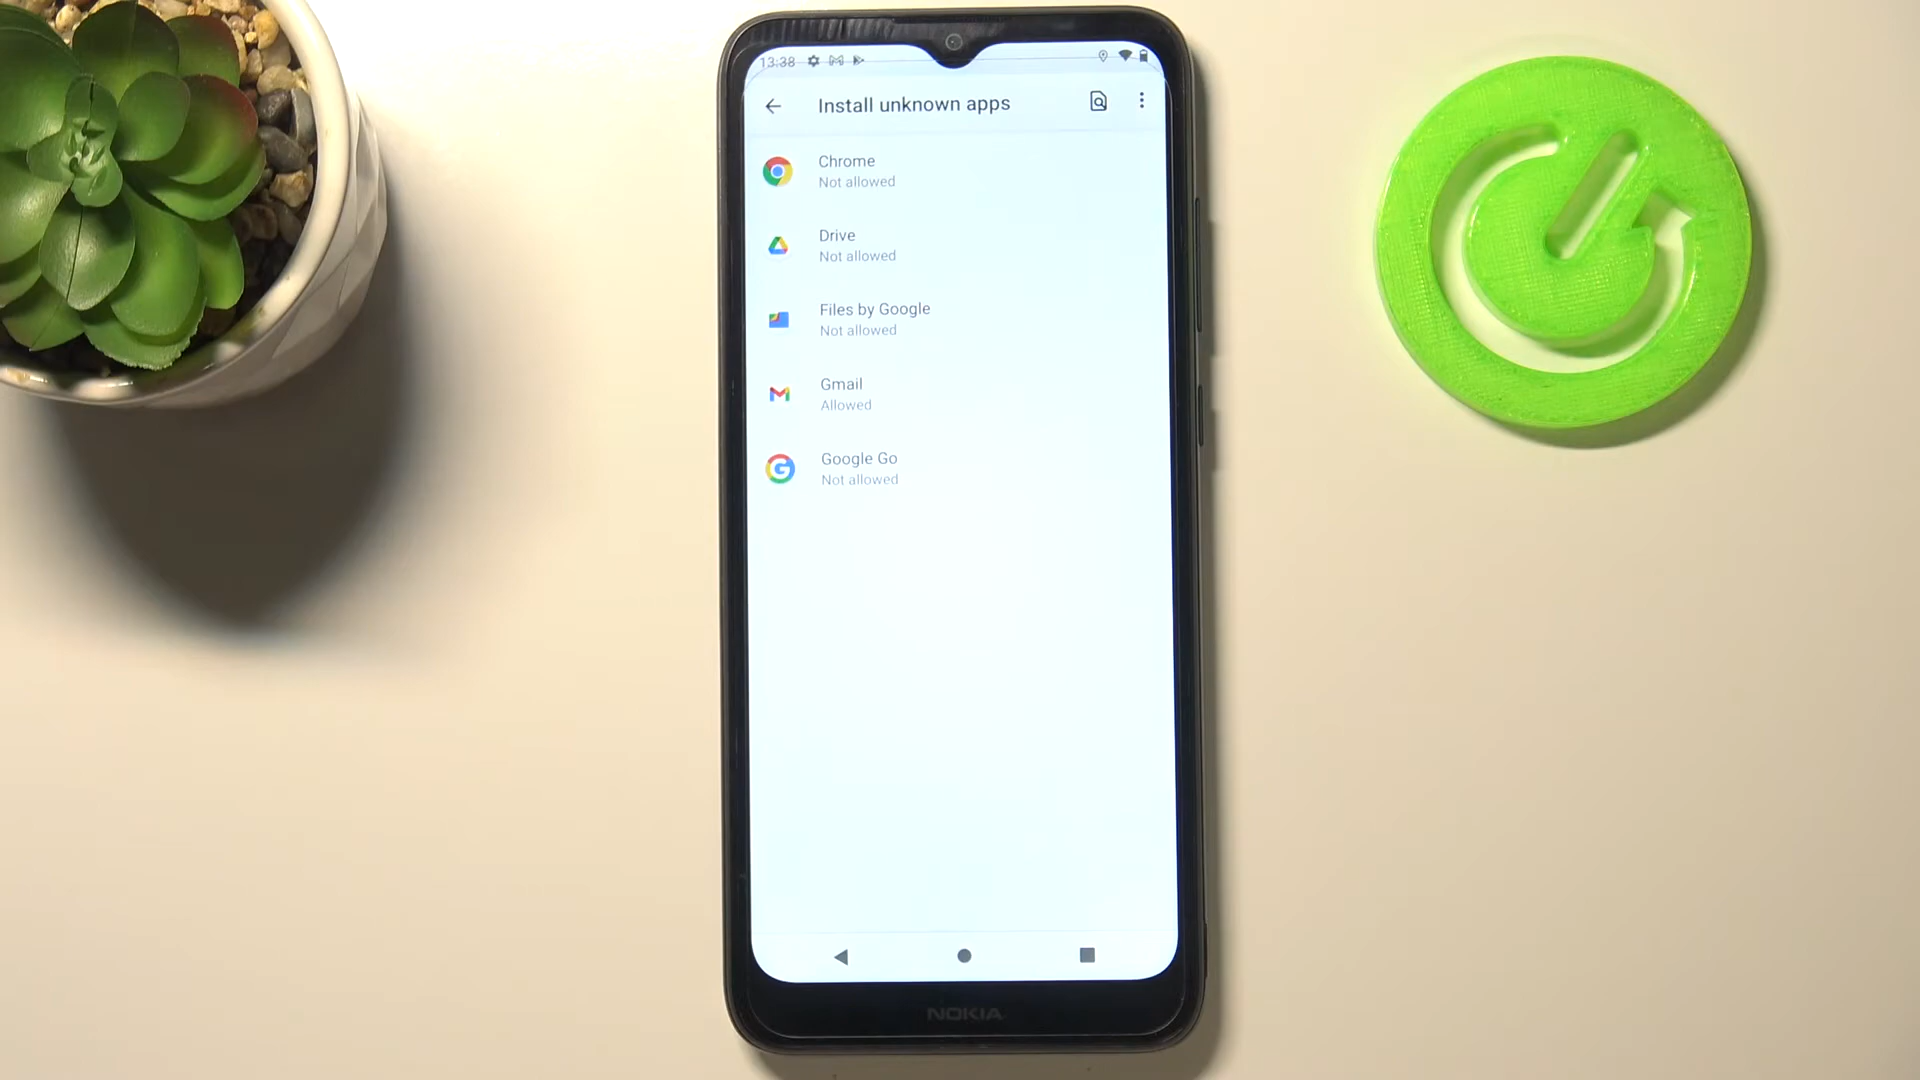 13:38
Install unknown apps
Chrome
Not allowed
Drive
Not allowed
Files by Google
Not allowed
Gmail
Allowed
Google Go
Not allowed
NOKIA